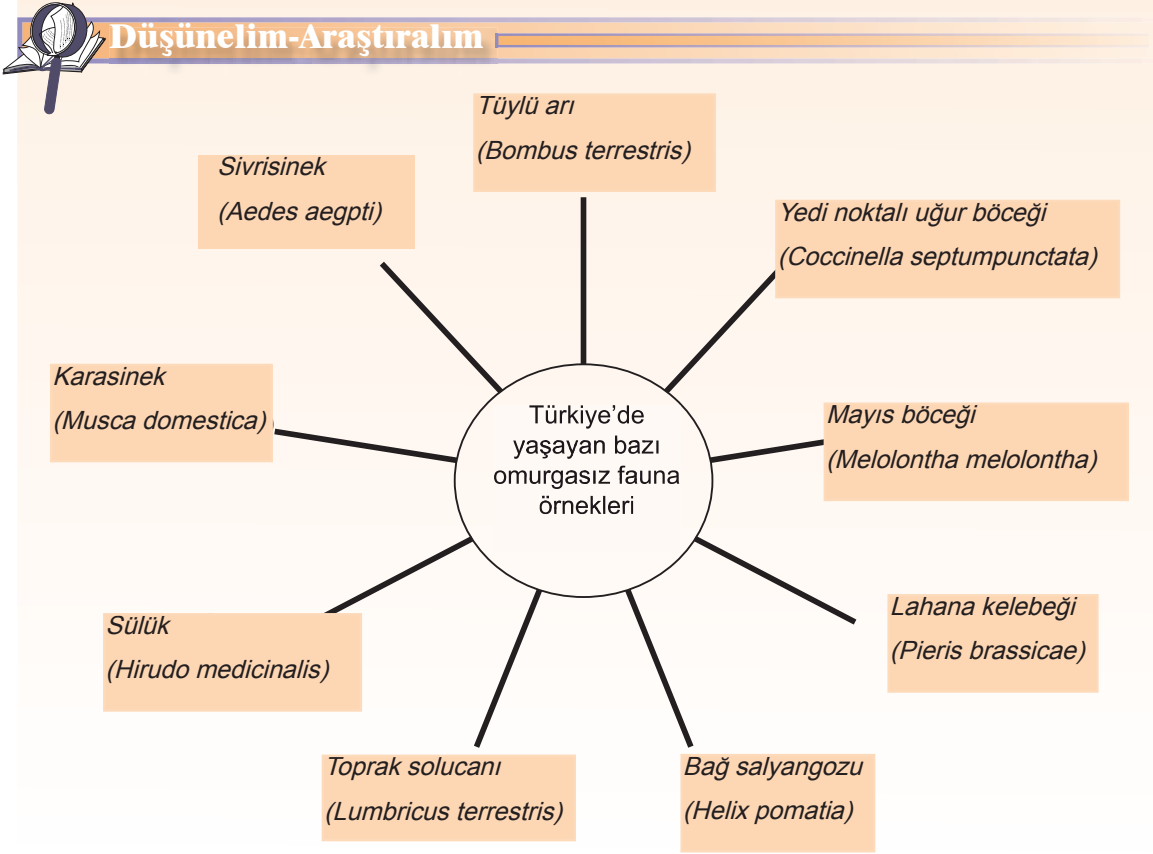 Düşünelim-Araştıralım
Tüylü arı
(Bombus terrestris)
Sivrisinek
(Aedes aegpti)
Yedi noktalı uğur böceği
(Coccinella septumpunctata)
Karasinek
(Musca domestica)
Türkiye’de
yaşayan bazı
omurgasız fauna
örnekleri
Mayıs böceği
(Melolontha melolontha)
Sülük
(Hirudo medicinalis)
Lahana kelebeği
(Pieris brassicae)
Toprak solucanı
(Lumbricus terrestris)
Bağ salyangozu
(Helix pomatia)